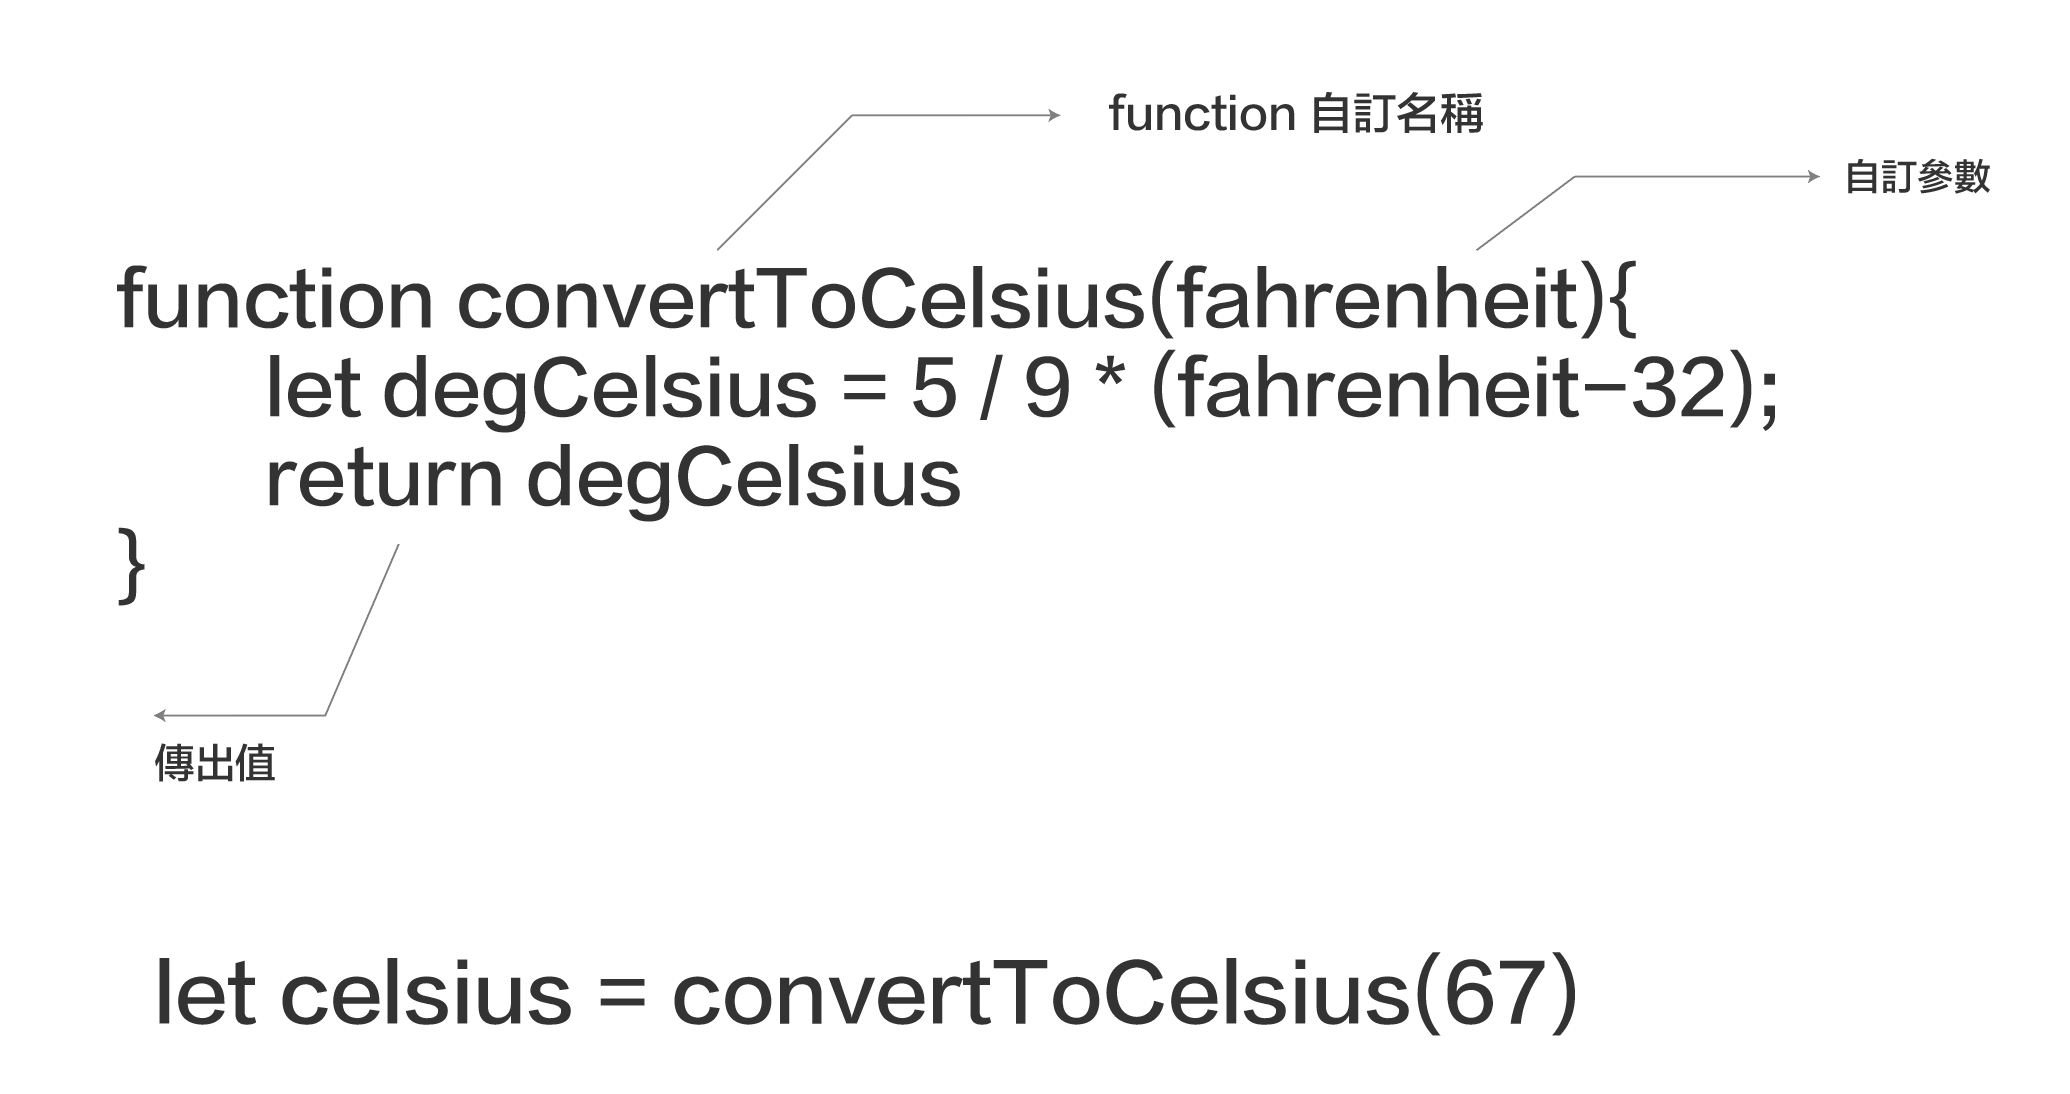 function 自訂名稱
自訂參數
function convertToCelsius(fahrenheit){
let degCelsius = 5 / 9 * (fahrenheit−32);
return degCelsius
}
傳出值
let celsius = convertToCelsius(67)